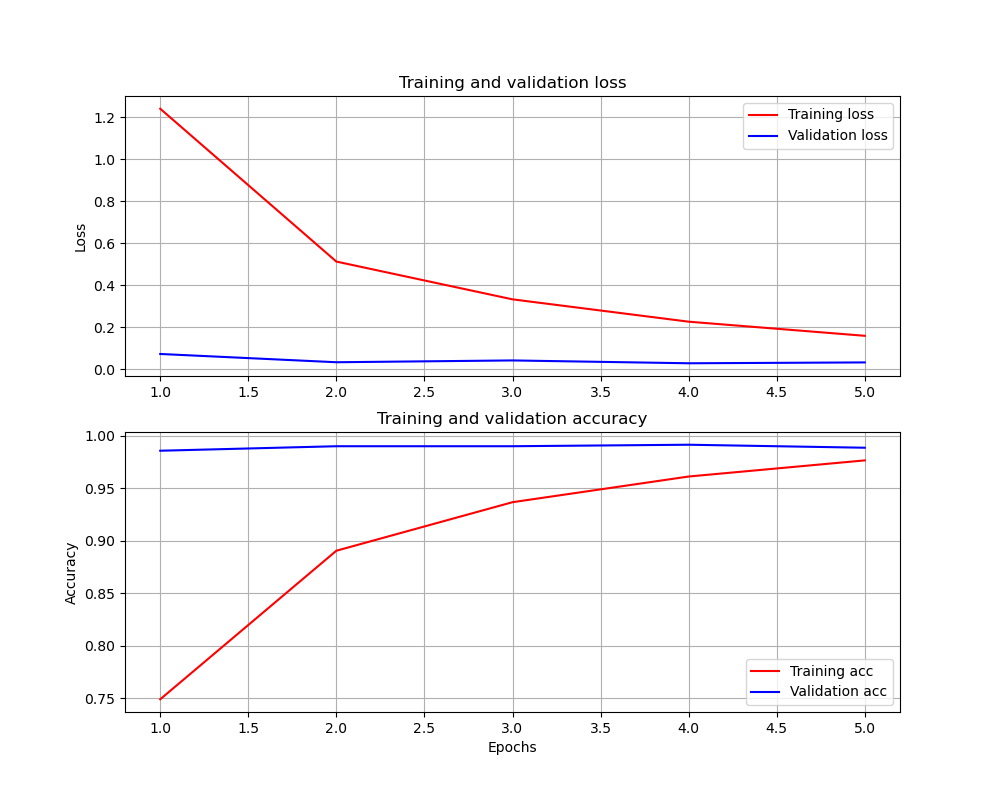 Training and validation loss
1.2
1.0
0.8
0.6
0.4
0.2
0.0
Loss
Training loss
Validation loss
1.0 1.5 2.0 2.5 3.0 3.5 4.0 4.5 5.0
Training and validation accuracy
1.00
0.95
0.90
0.85
0.80
0.75
Accuracy
Training acc
Validation acc
1.0 1.5 2.0 2.5 3.0 3.5 4.0 4.5 5.0
Epochs